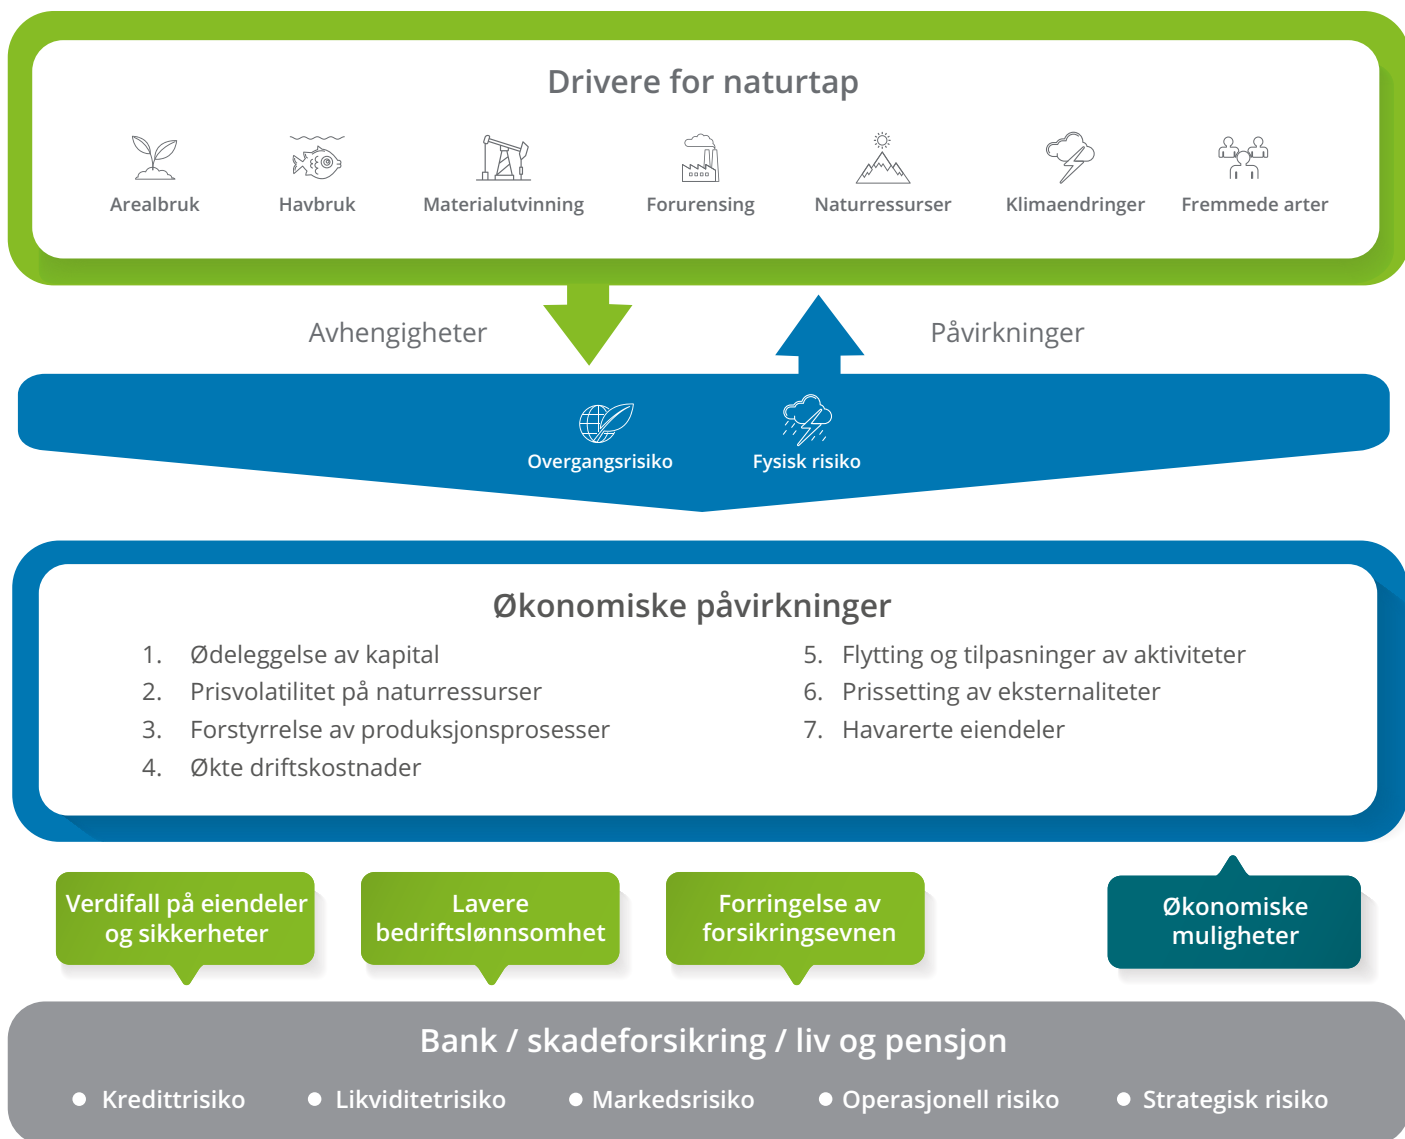 Drivere for naturtap
Arealbruk
Havbruk
Materialutvinning
Forurensing
Naturressurser
Klimaendringer
Fremmede arter
Avhengigheter
Påvirkninger
Overgangsrisiko
Fysisk risiko
Økonomiske påvirkninger
1. Ødeleggelse av kapital
2. Prisvolatilitet på naturressurser
3. Forstyrrelse av produksjonsprosesser
4. Økte driftskostnader
5. Flytting og tilpasninger av aktiviteter
6. Prissetting av eksternaliteter
7. Havarerte eiendeler
Verdifall på eiendeler
og sikkerheter
Lavere
bedriftslønnsomhet
Forringelse av
forsikringsevnen
Økonomiske
muligheter
Bank / skadeforsikring / liv og pensjon
● Kredittrisiko
● Likviditetrisiko
● Markedsrisiko
● Operasjonell risiko
● Strategisk risiko